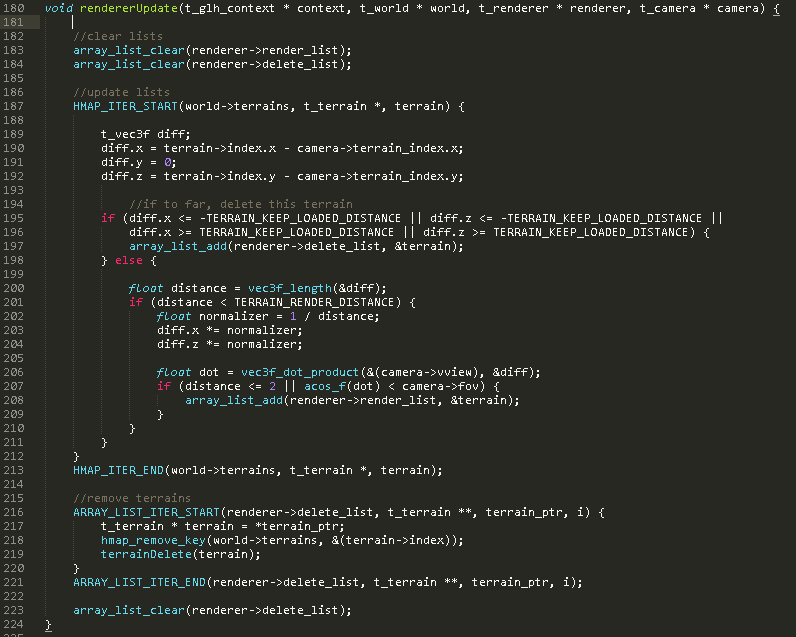 180 void rendererUpdate(t_glh_context * context, t_world * world, t_renderer * renderer, t_camera * camera) {
181
182     //clear lists
183     array_list_clear(renderer->render_list);
184     array_list_clear(renderer->delete_list);
185
186     //update lists
187     HMAP_ITER_START(world->terrains, t_terrain *, terrain) {
188
189         t_vec3f diff;
190         diff.x = terrain->index.x - camera->terrain_index.x;
191         diff.y = 0;
192         diff.z = terrain->index.y - camera->terrain_index.y;
193
194             //if to far, delete this terrain
195         if (diff.x <= -TERRAIN_KEEP_LOADED_DISTANCE || diff.z <= -TERRAIN_KEEP_LOADED_DISTANCE ||
196             diff.x >= TERRAIN_KEEP_LOADED_DISTANCE || diff.z >= TERRAIN_KEEP_LOADED_DISTANCE) {
197             array_list_add(renderer->delete_list, &terrain);
198         } else {
199
200             float distance = vec3f_length(&diff);
201             if (distance < TERRAIN_RENDER_DISTANCE) {
202                 float normalizer = 1 / distance;
203                 diff.x *= normalizer;
204                 diff.z *= normalizer;
205
206                 float dot = vec3f_dot_product(&(camera->vview), &diff);
207                 if (distance <= 2 || acos_f(dot) < camera->fov) {
208                     array_list_add(renderer->render_list, &terrain);
209                 }
210             }
211         }
212     }
213     HMAP_ITER_END(world->terrains, t_terrain *, terrain);
214
215     //remove terrains
216     ARRAY_LIST_ITER_START(renderer->delete_list, t_terrain **, terrain_ptr, i) {
217         t_terrain * terrain = *terrain_ptr;
218         hmap_remove_key(world->terrains, &(terrain->index));
219         terrainDelete(terrain);
220     }
221     ARRAY_LIST_ITER_END(renderer->delete_list, t_terrain **, terrain_ptr, i);
222
223     array_list_clear(renderer->delete_list);
224 }